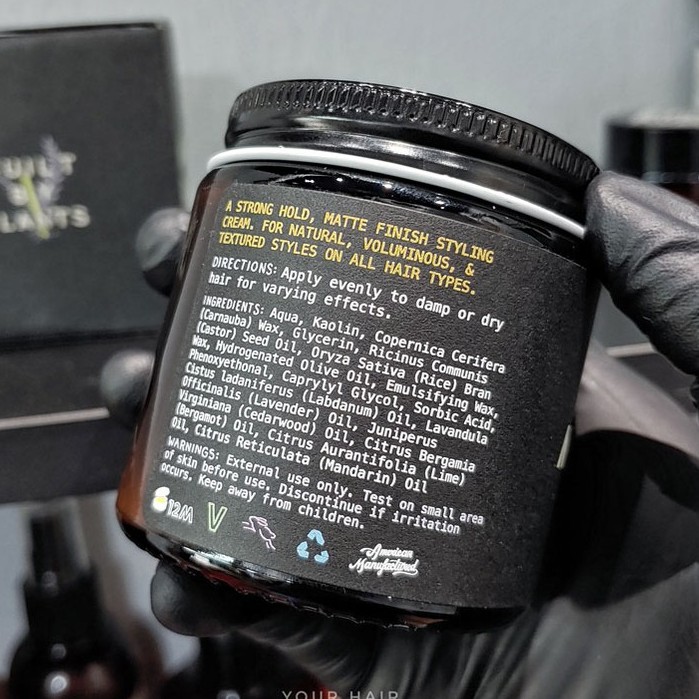 A STRONG HOLD, MATTE FINISH STYLING
CREAM. FOR NATURAL, VOLUMINOUS, &
TEXTURED STYLES ON ALL HAIR TYPES.
DIRECTIONS: Apply evenly to damp or dry
hair for varying effects.
INGREDIENTS: Aqua, Kaolin, Copernica Cerifera
(Carnauba) Wax, Glycerin, Ricinus Communis
(Castor) Seed Oil, Oryza Sativa (Rice) Bran
Wax, Hydrogenated Olive Oil, Emulsifying Wax,
Phenoxyethonal, Caprylyl Glycol, Sorbic Acid,
Cistus ladaniferus (Labdanum) Oil, Lavandula
Officinalis (Lavender) Oil, Juniperus
Virginiana (Cedarwood) Oil, Citrus Bergamia
(Bergamot) Oil, Citrus Aurantifolia (Lime)
Oil, Citrus Reticulata (Mandarin) Oil
WARNINGS: External use only. Test on small area
of skin before use. Discontinue if irritation
occurs. Keep away from children.
12M
V
American
Manufactured
YOUR HAIR